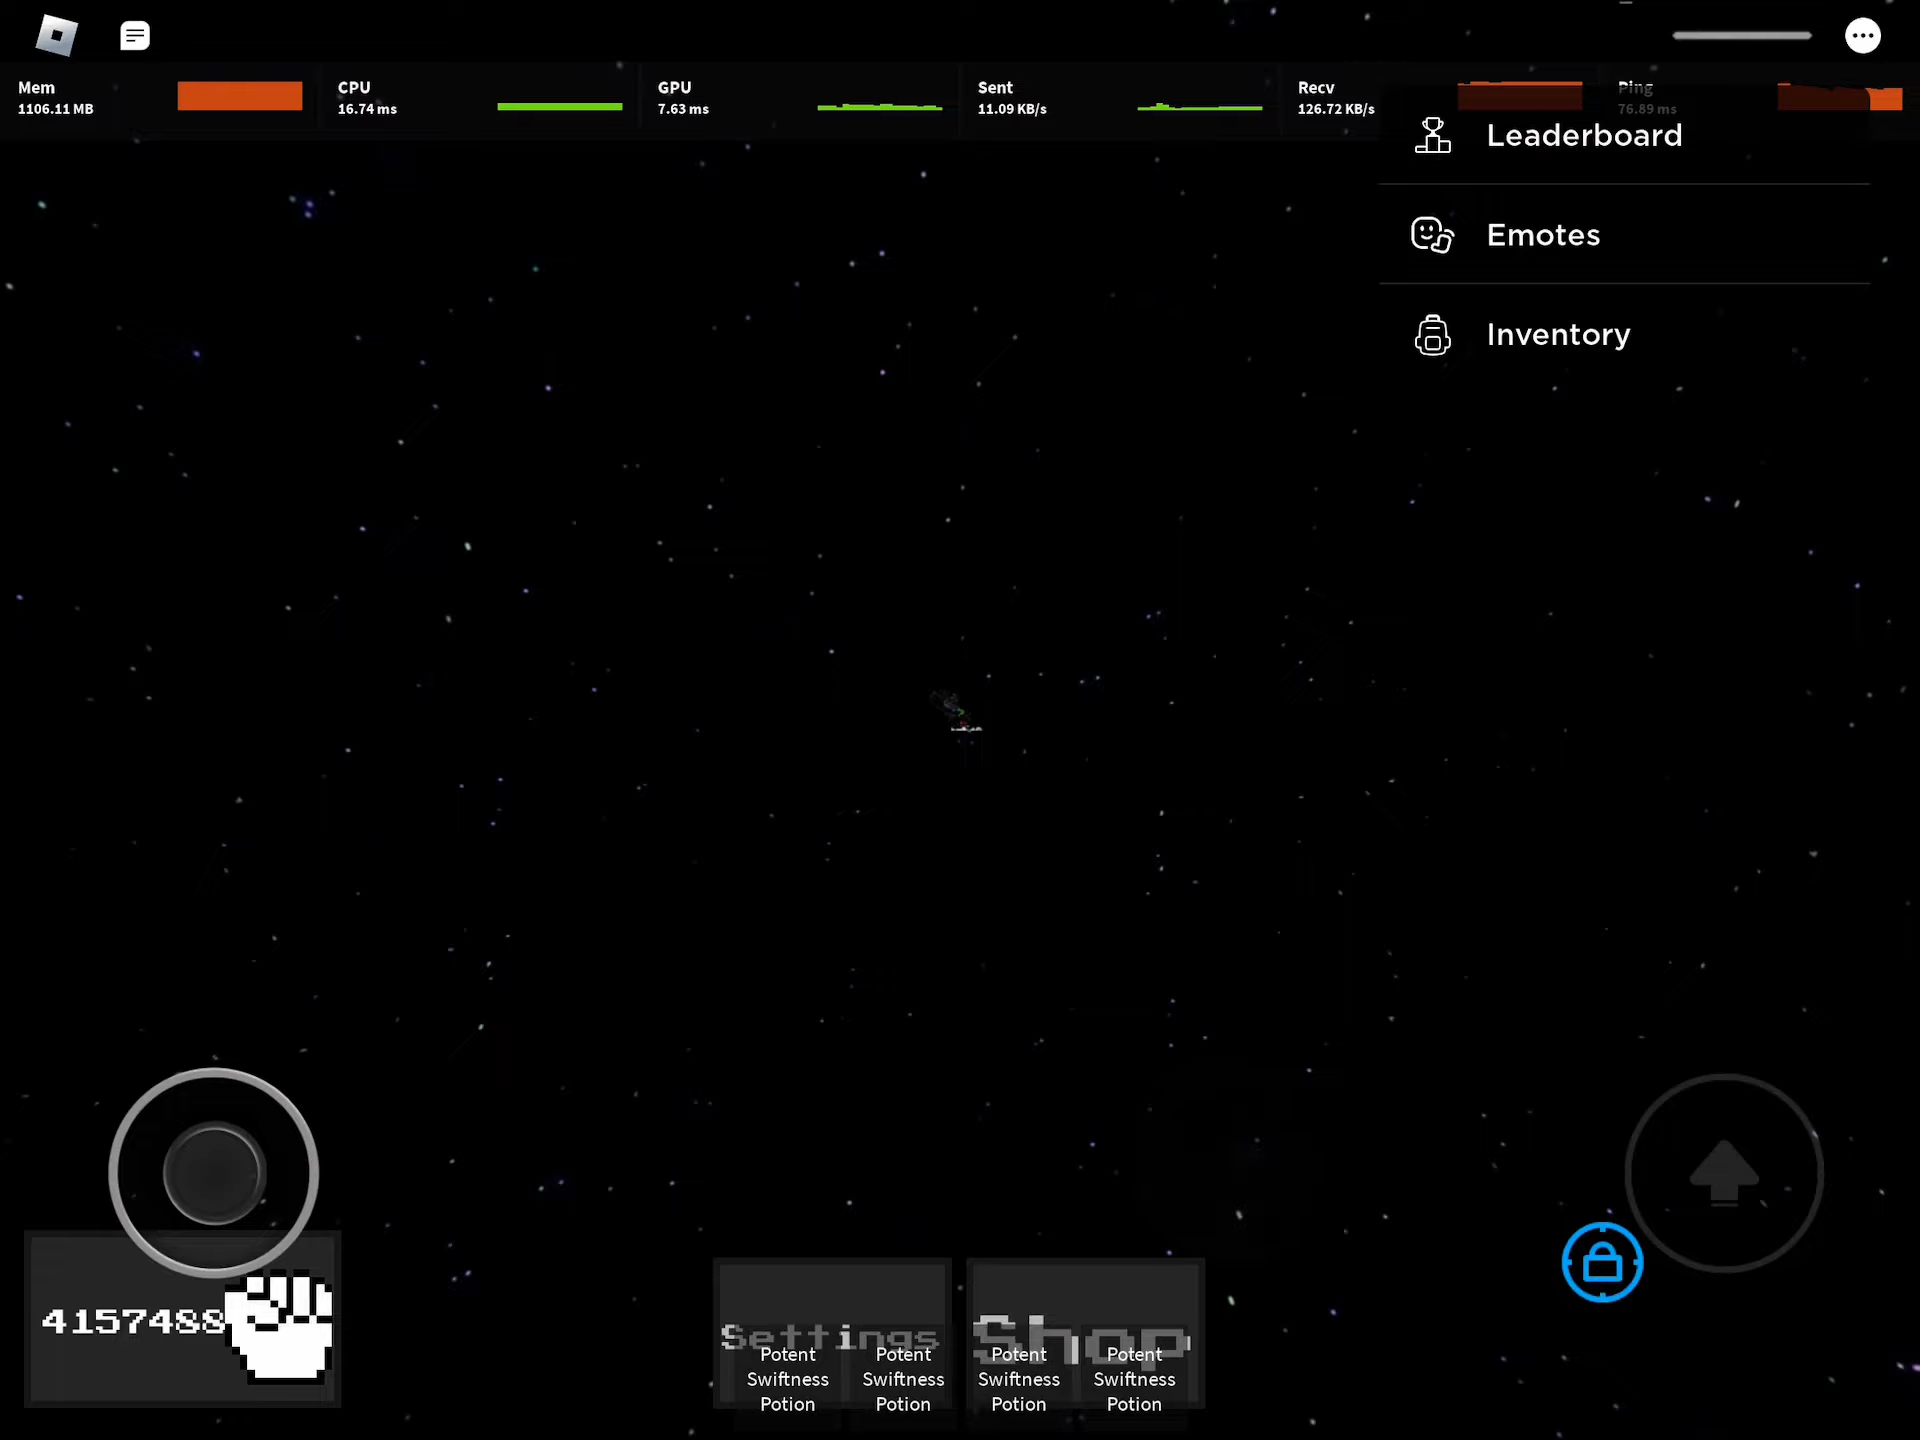 Mem
1106.11 MB
CPU
16.74 ms
GPU
7.63 ms
Sent
11.09 KB/s
Recv
126.72 KB/s
Ping
76.89 ms
Leaderboard
Emotes
Inventory
4157488
Settings
Shop
Potent
Swiftness
Potion
Potent
Swiftness
Potion
Potent
Swiftness
Potion
Potent
Swiftness
Potion